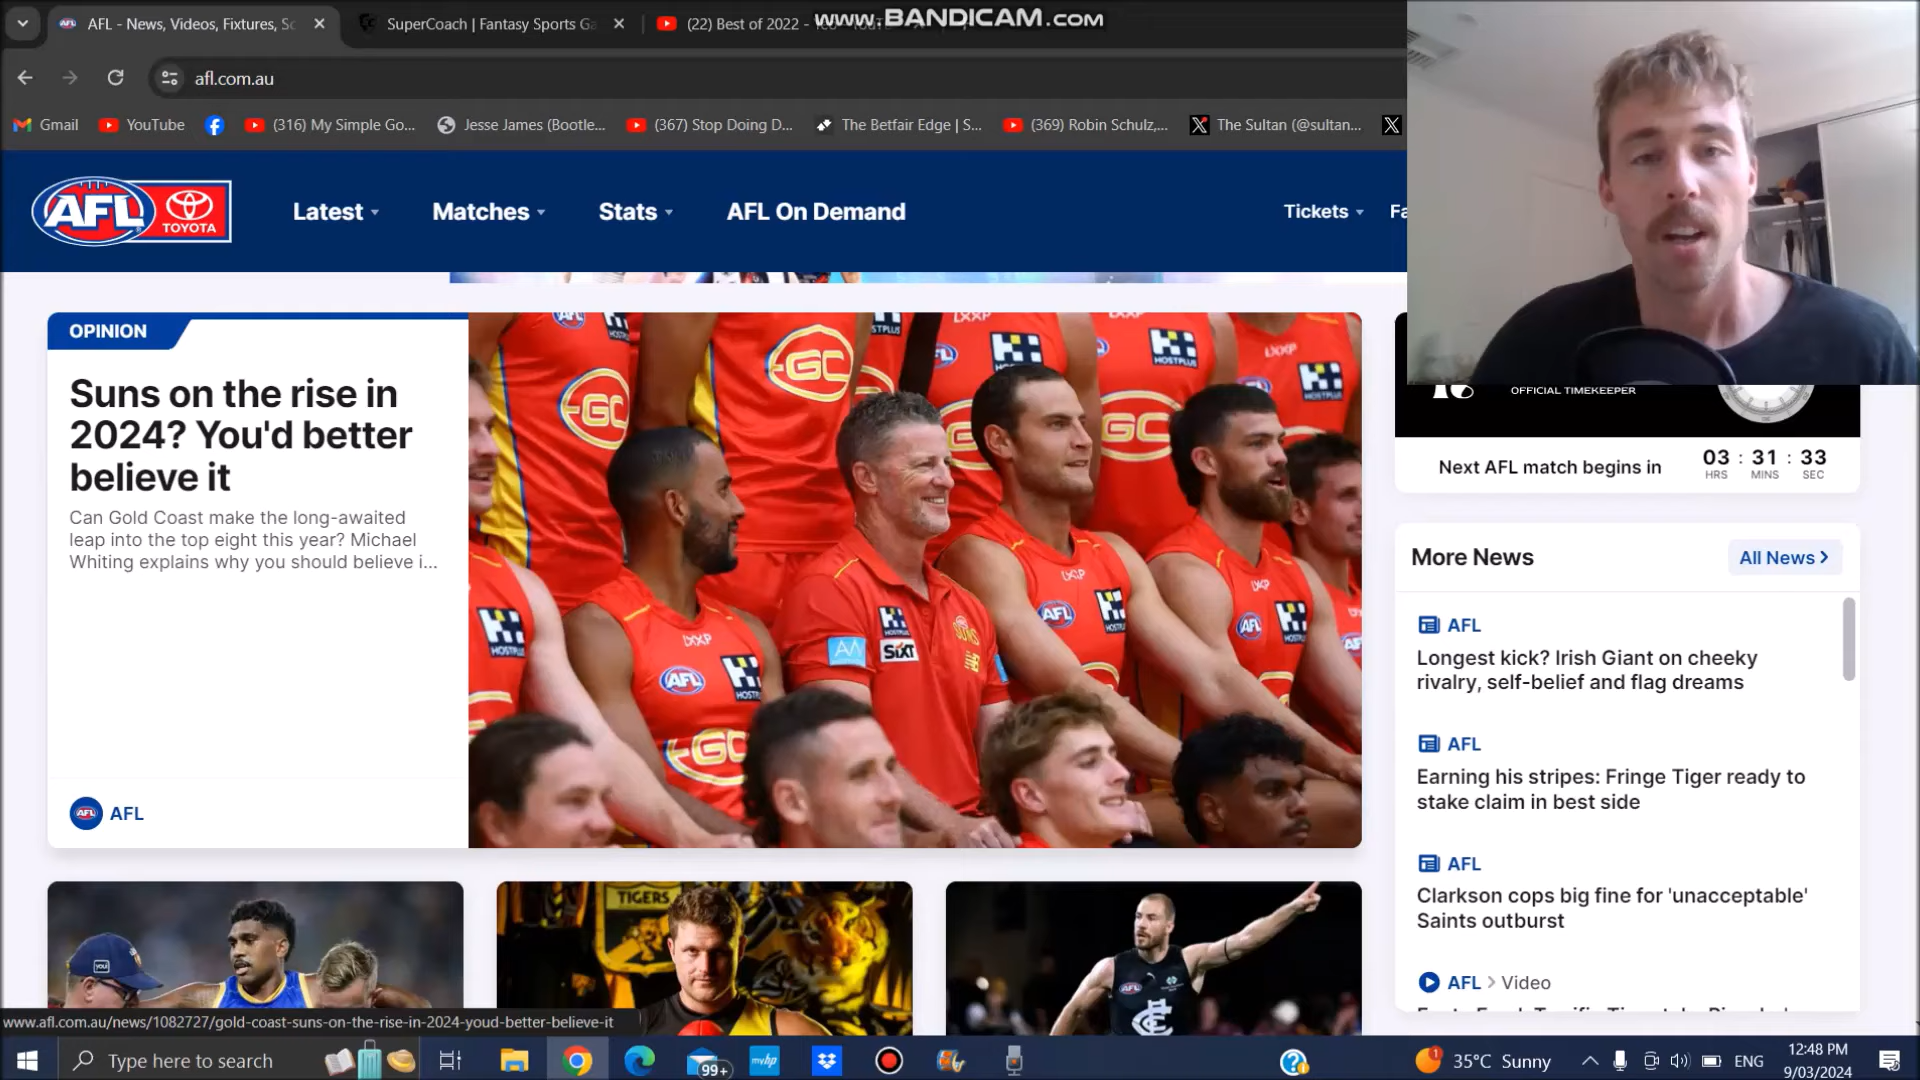 www.BANDICAM.com
AFL - News, Videos, Fixtures, Sc
SuperCoach | Fantasy Sports Ga
(22) Best of 2022 -
afl.com.au
Gmail
YouTube
(316) My Simple Go...
Jesse James (Bootle...
(367) Stop Doing D...
The Betfair Edge | S...
(369) Robin Schulz,...
The Sultan (@sultan...
AFL
TOYOTA
Latest
Matches
Stats
AFL On Demand
Tickets
Fa
OPINION
Suns on the rise in
2024? You'd better
believe it
Can Gold Coast make the long-awaited
leap into the top eight this year? Michael
Whiting explains why you should believe i...
AFL
GC
HOSTPLUS
SUNS
SiXT
OFFICIAL TIMEKEEPER
Next AFL match begins in
03 : 31 : 33
HRS MINS SEC
More News
All News
AFL
Longest kick? Irish Giant on cheeky
rivalry, self-belief and flag dreams
AFL
Earning his stripes: Fringe Tiger ready to
stake claim in best side
AFL
Clarkson cops big fine for 'unacceptable'
Saints outburst
AFL > Video
TIGERS
www.afl.com.au/news/1082727/gold-coast-suns-on-the-rise-in-2024-youd-better-believe-it
Type here to search
99+
myhp
1
35°C Sunny
ENG
12:48 PM
9/03/2024